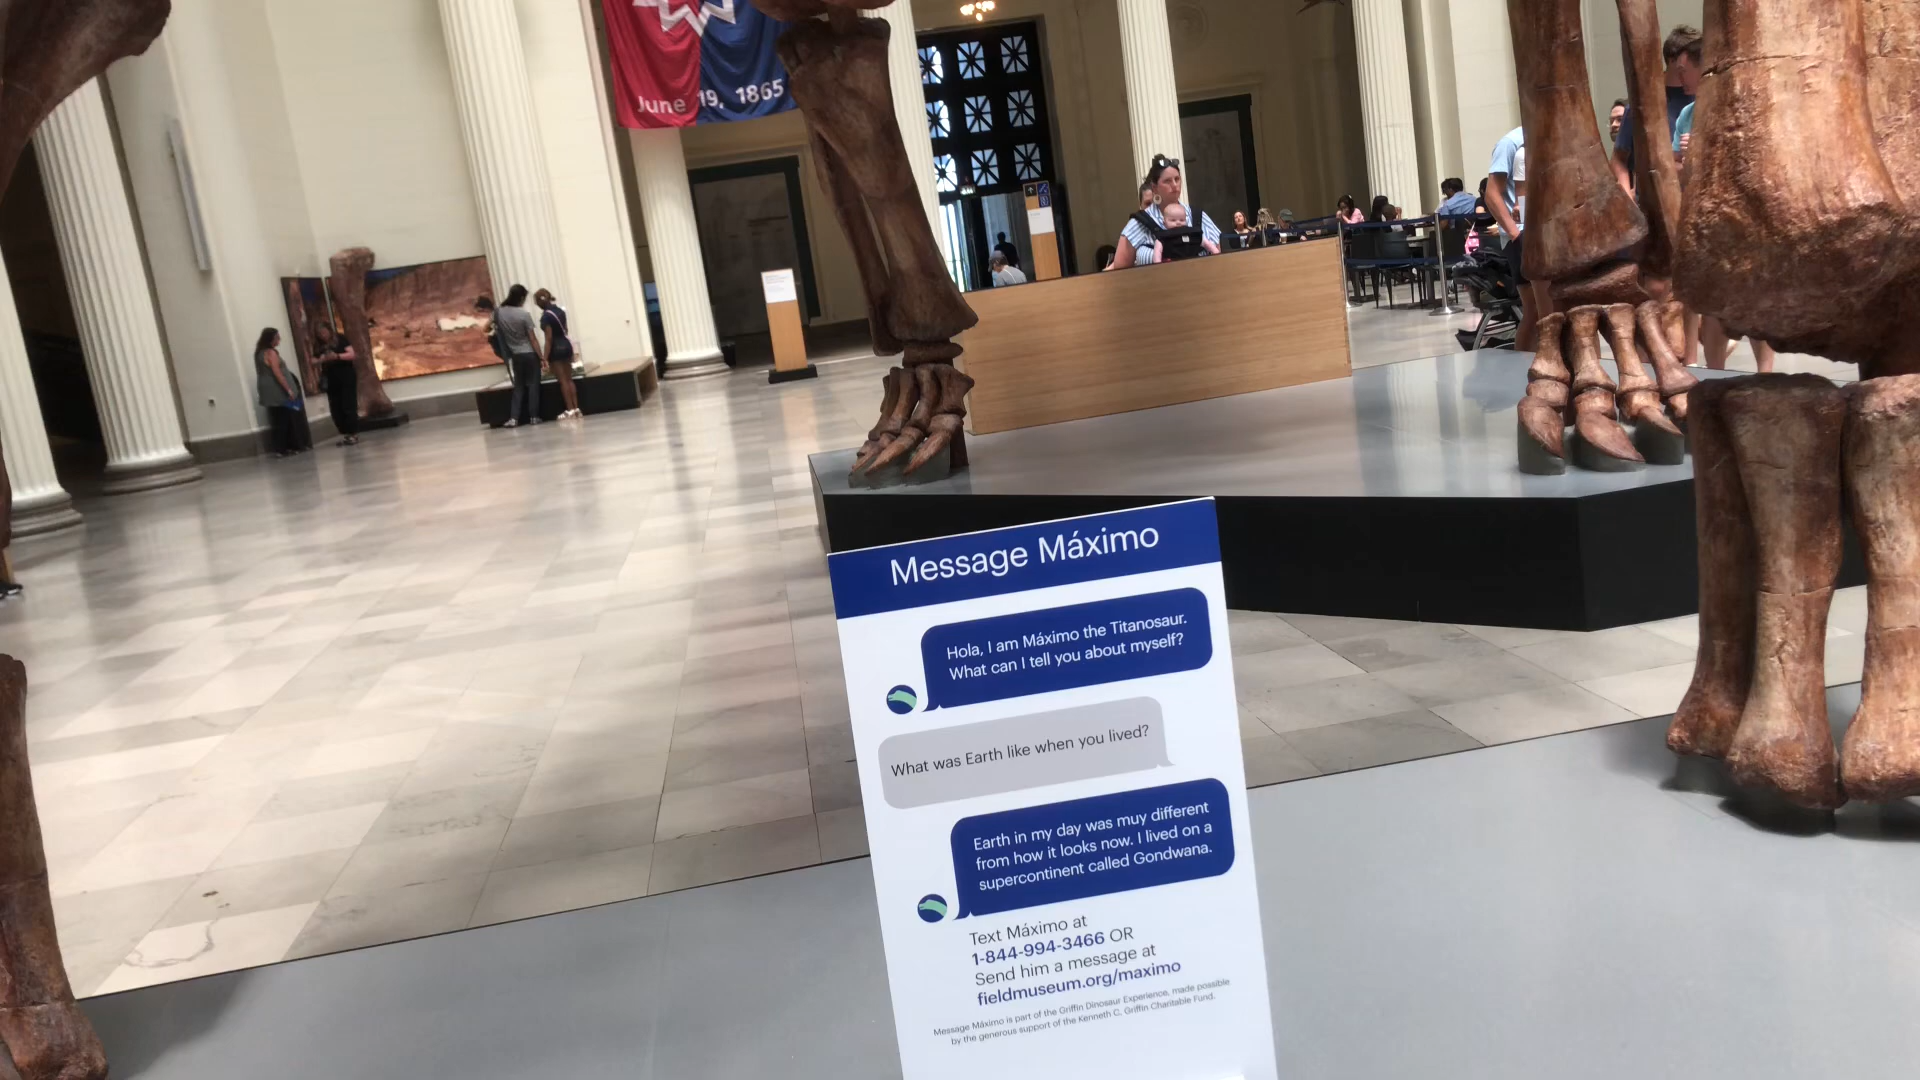 June 19, 1865
Message Máximo
Hola, I am Máximo the Titanosaur.
What can I tell you about myself?
What was Earth like when you lived?
Earth in my day was muy different
from how it looks now. I lived on a
supercontinent called Gondwana.
Text Máximo at
1-844-994-3466 OR
Send him a message at
fieldmuseum.org/maximo
Message Máximo is part of the Griffin Dinosaur Experience, made possible
by the generous support of the Kenneth C. Griffin Charitable Fund.